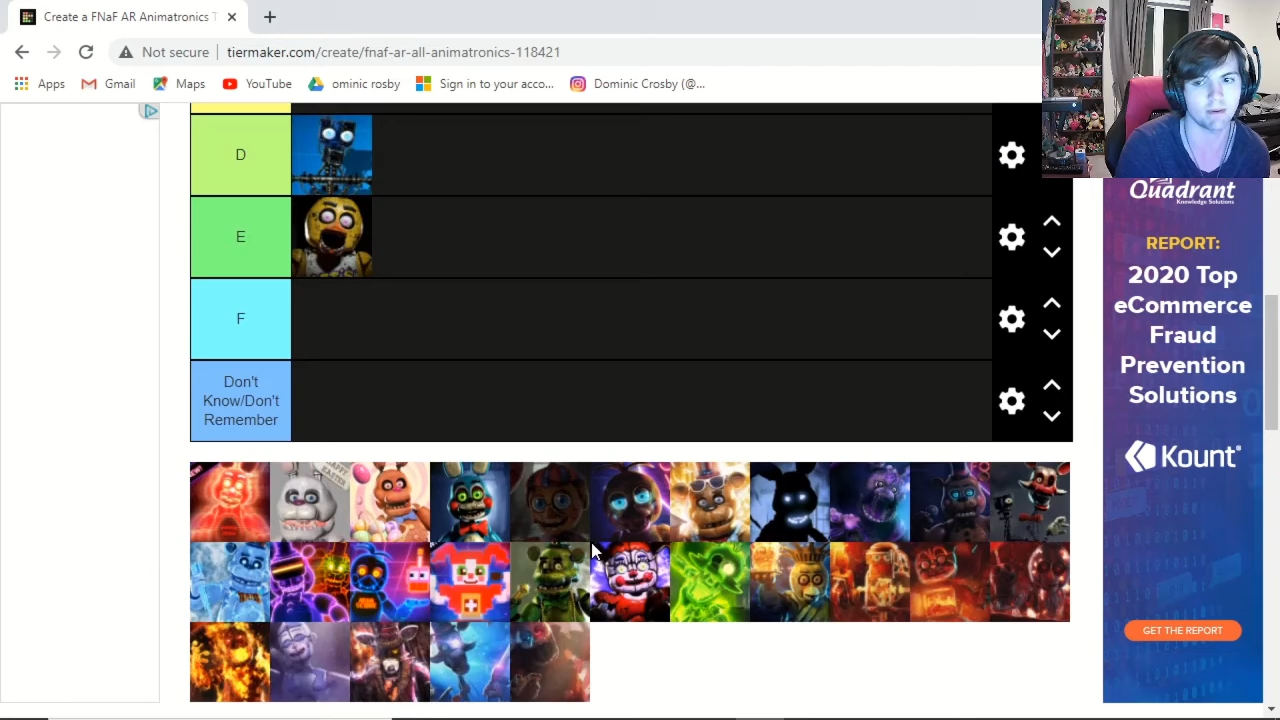 Create a FNaF AR Animatronics T
Not secure
tiermaker.com/create/fnaf-ar-all-animatronics-118421
Apps
Gmail
Maps
YouTube
ominic rosby
Sign in to your acco...
Dominic Crosby (@...
D
E
F
Don't
Know/Don't
Remember
Quadrant
Knowledge Solutions
REPORT:
2020 Top
eCommerce
Fraud
Prevention
Solutions
Kount
GET THE REPORT